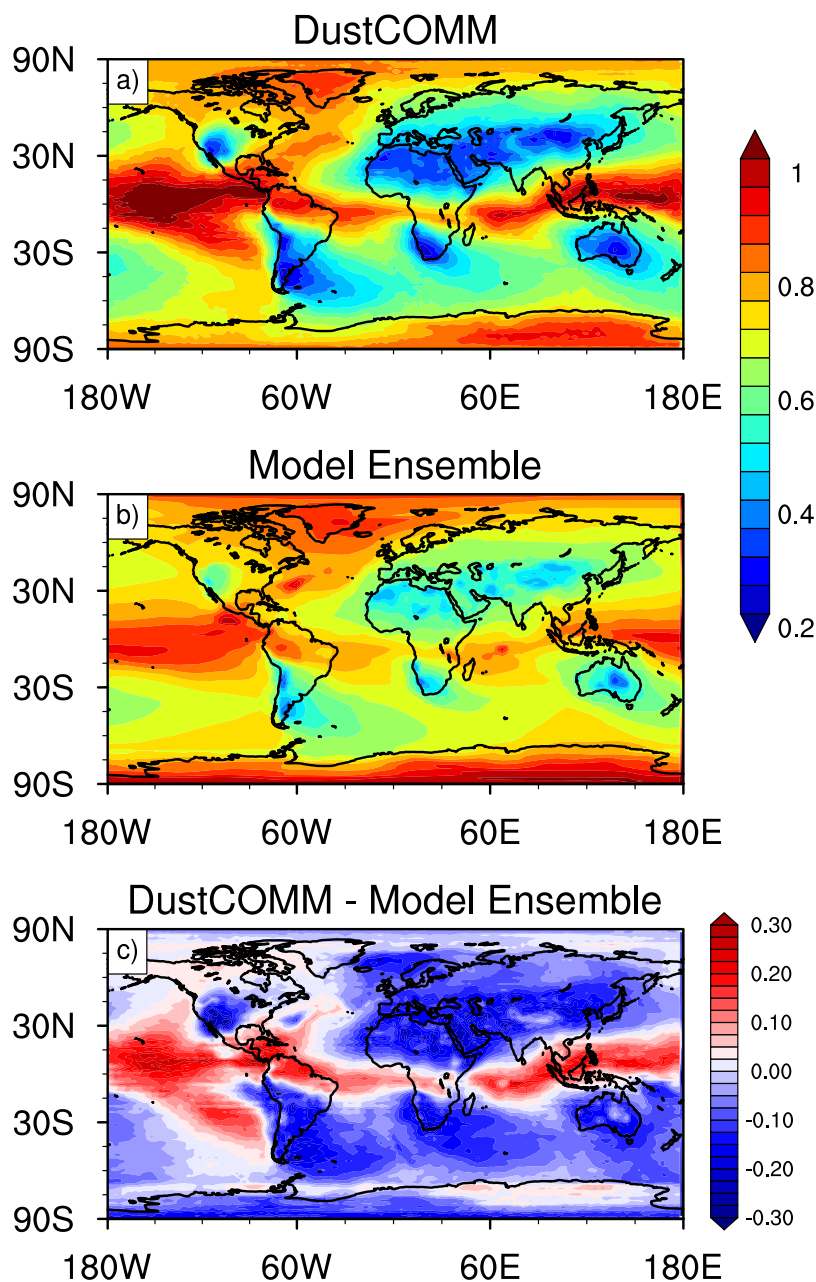 DustCOMM
a)
90N
30N
30S
90S
180W 60W 60E 180E
1
0.8
0.6
0.4
0.2
Model Ensemble
b)
90N
30N
30S
90S
180W 60W 60E 180E
DustCOMM - Model Ensemble
c)
90N
30N
30S
90S
180W 60W 60E 180E
0.30
0.20
0.10
0.00
-0.10
-0.20
-0.30